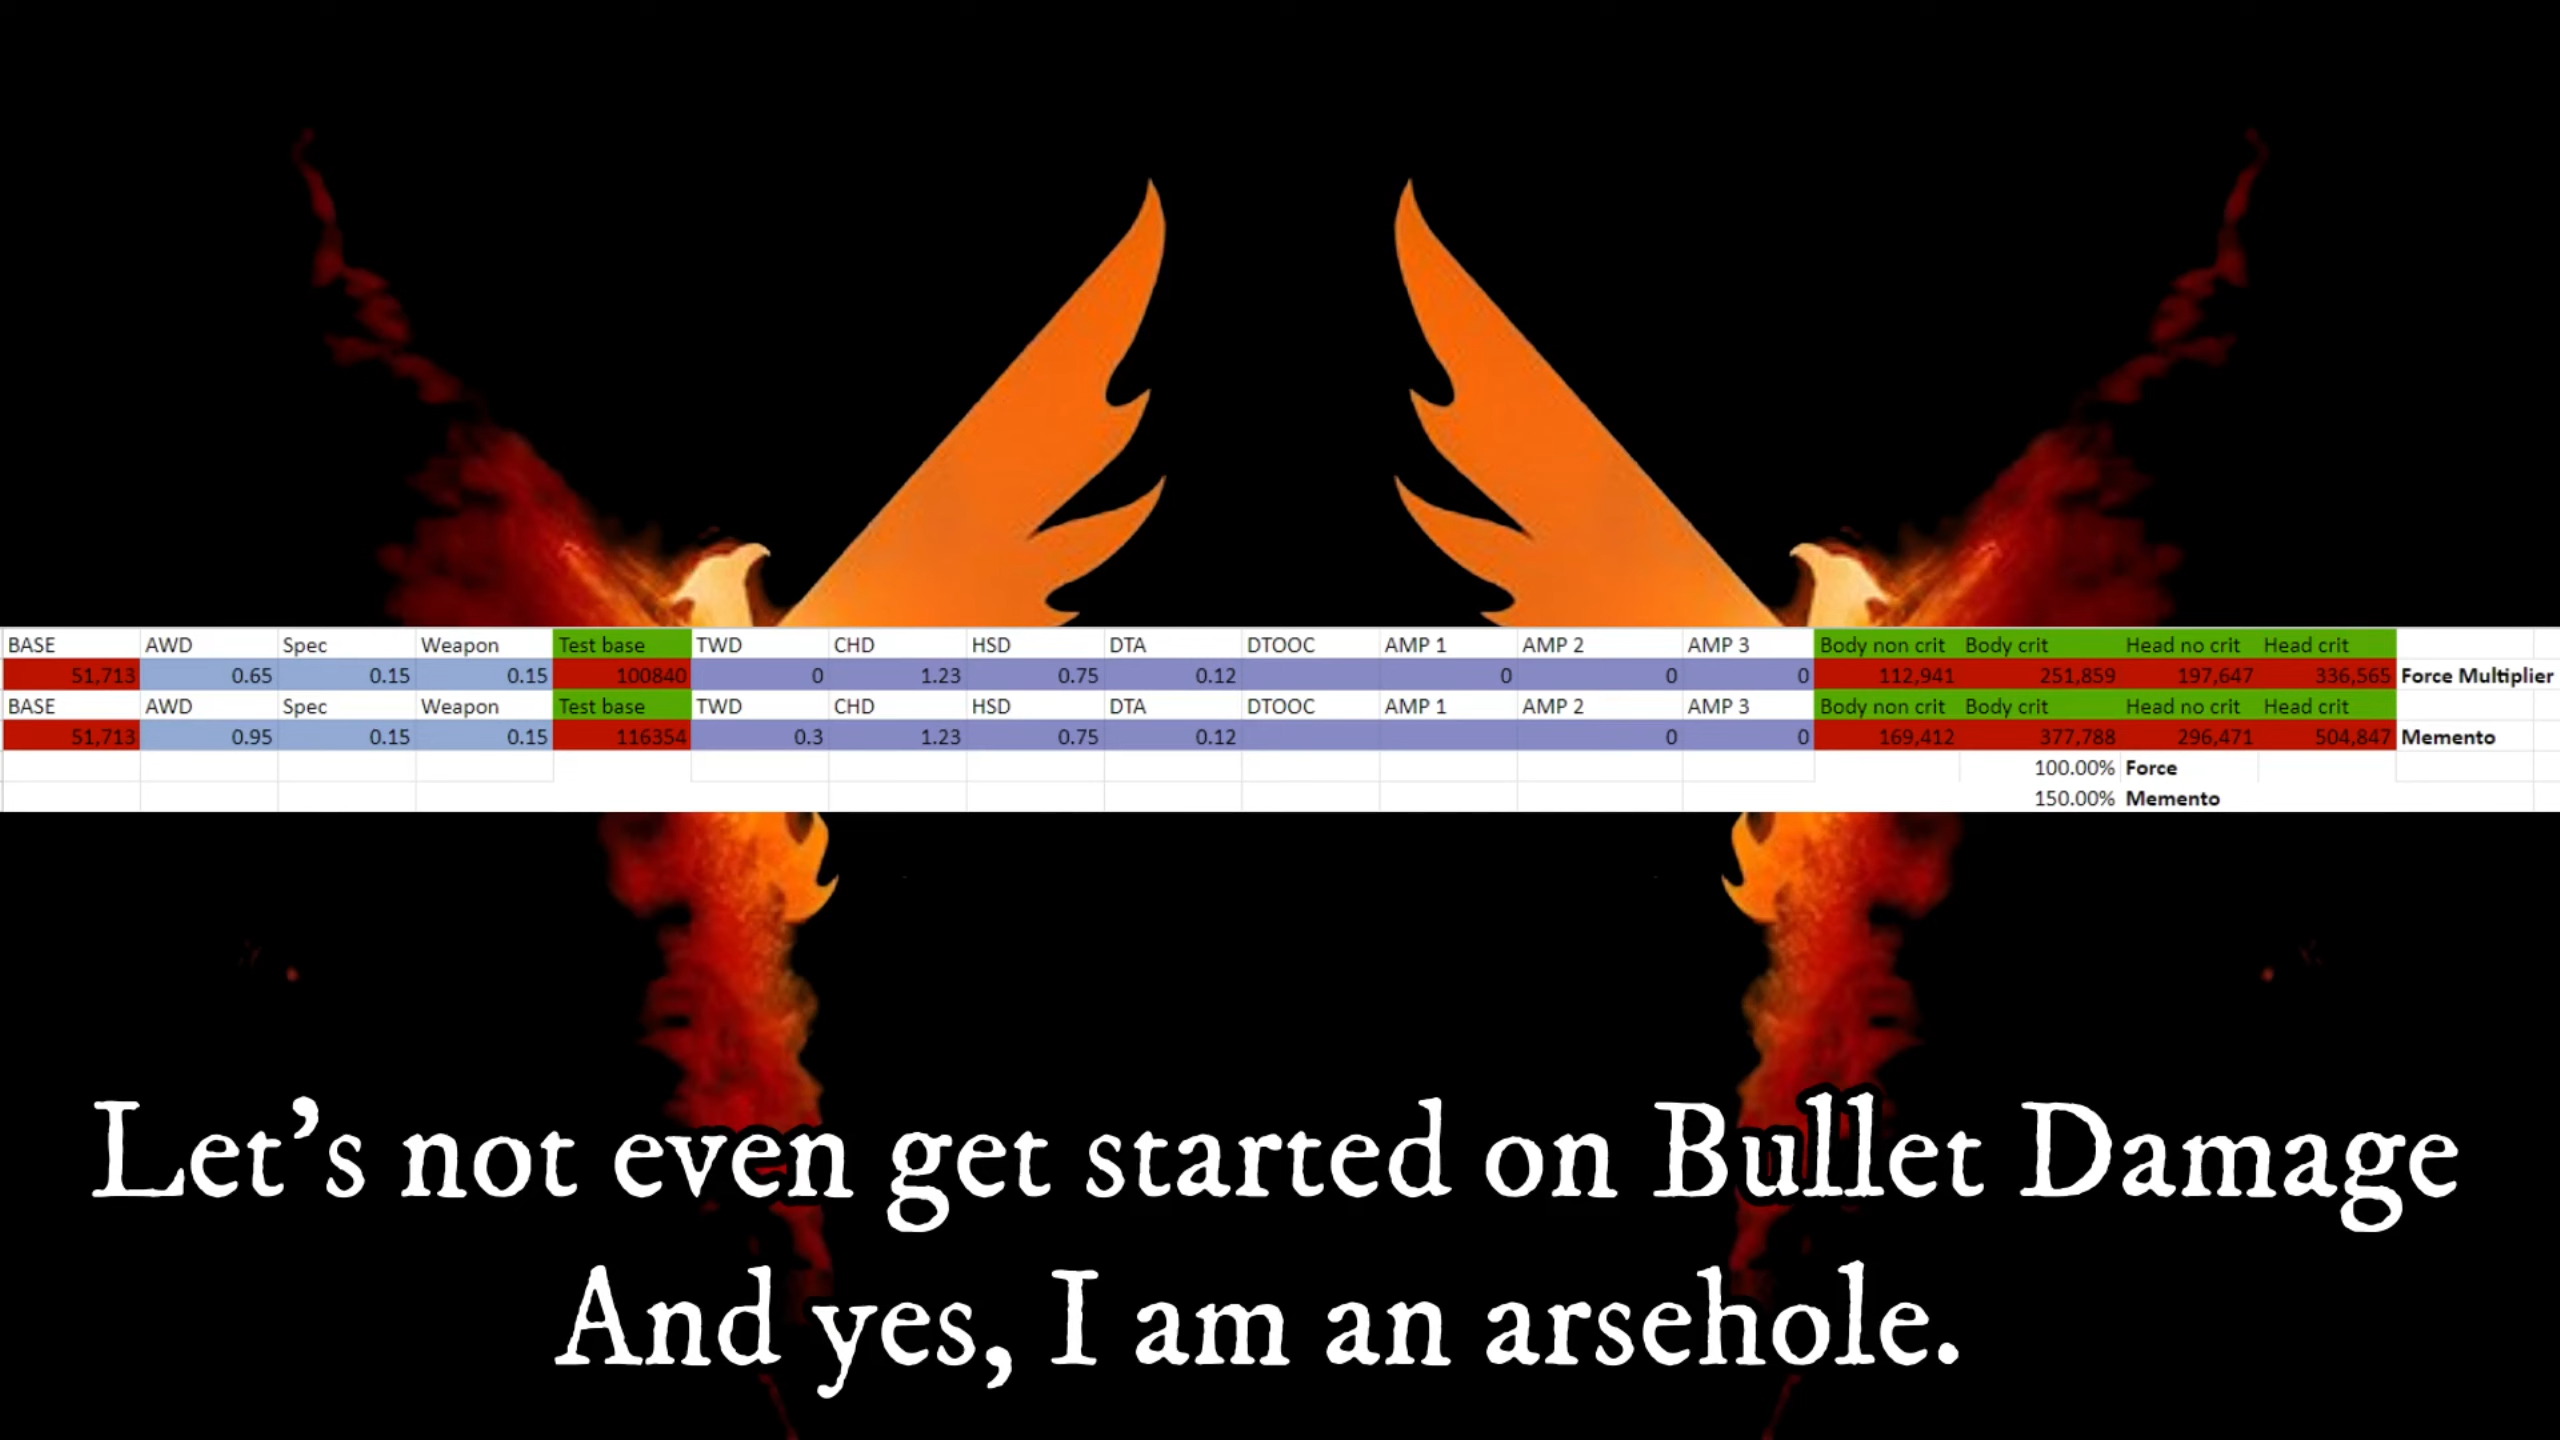 BASE AWD Spec Weapon Test base TWD CHD HSD DTA DTOOC AMP 1 AMP 2 AMP 3 Body non crit Body crit Head no crit Head crit
51,713 0.65 0.15 0.15 100840 0 1.23 0.75 0.12 0 0 0 112,941 251,859 197,647 336,565 Force Multiplier
BASE AWD Spec Weapon Test base TWD CHD HSD DTA DTOOC AMP 1 AMP 2 AMP 3 Body non crit Body crit Head no crit Head crit
51,713 0.95 0.15 0.15 116354 0.3 1.23 0.75 0.12 0 0 169,412 377,788 296,471 504,847 Memento
100.00% Force
150.00% Memento
Let's not even get started on Bullet Damage
And yes, I am an arsehole.